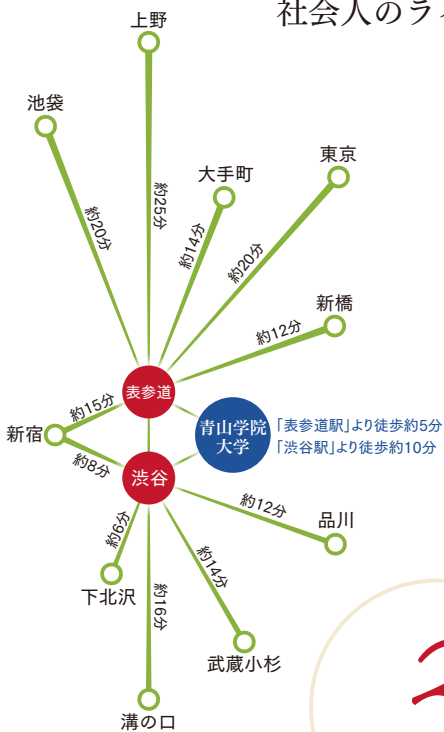 社会人のライ
上野
池袋
大手町
東京
約25分
約20分
約14分
約20分
新橋
約12分
表参道
約15分
新宿
青山学院
大学
「表参道駅」より徒歩約5分
「渋谷駅」より徒歩約10分
約8分
渋谷
約12分
品川
約6分
約14分
下北沢
約16分
武蔵小杉
溝の口